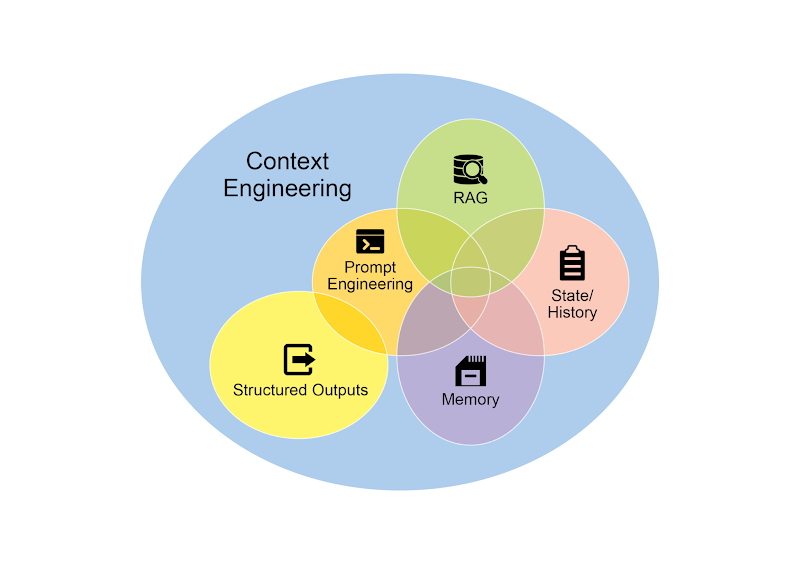 Context
Engineering
RAG
Prompt
Engineering
State/
History
Structured Outputs
Memory